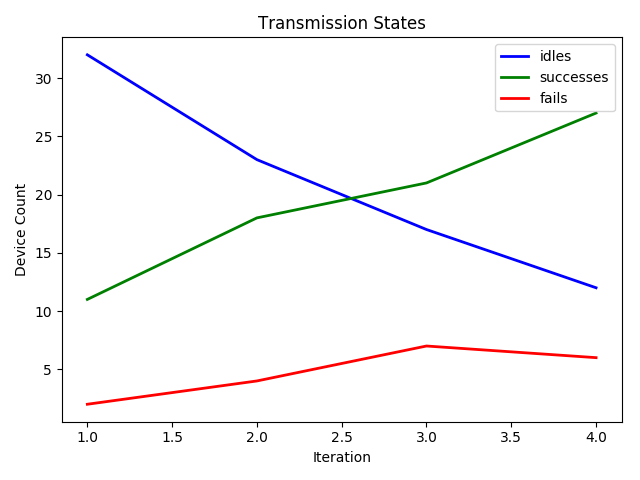 Transmission States
idles
successes
fails
Device Count
30
25
20
15
10
5
1.0 1.5 2.0 2.5 3.0 3.5 4.0
Iteration